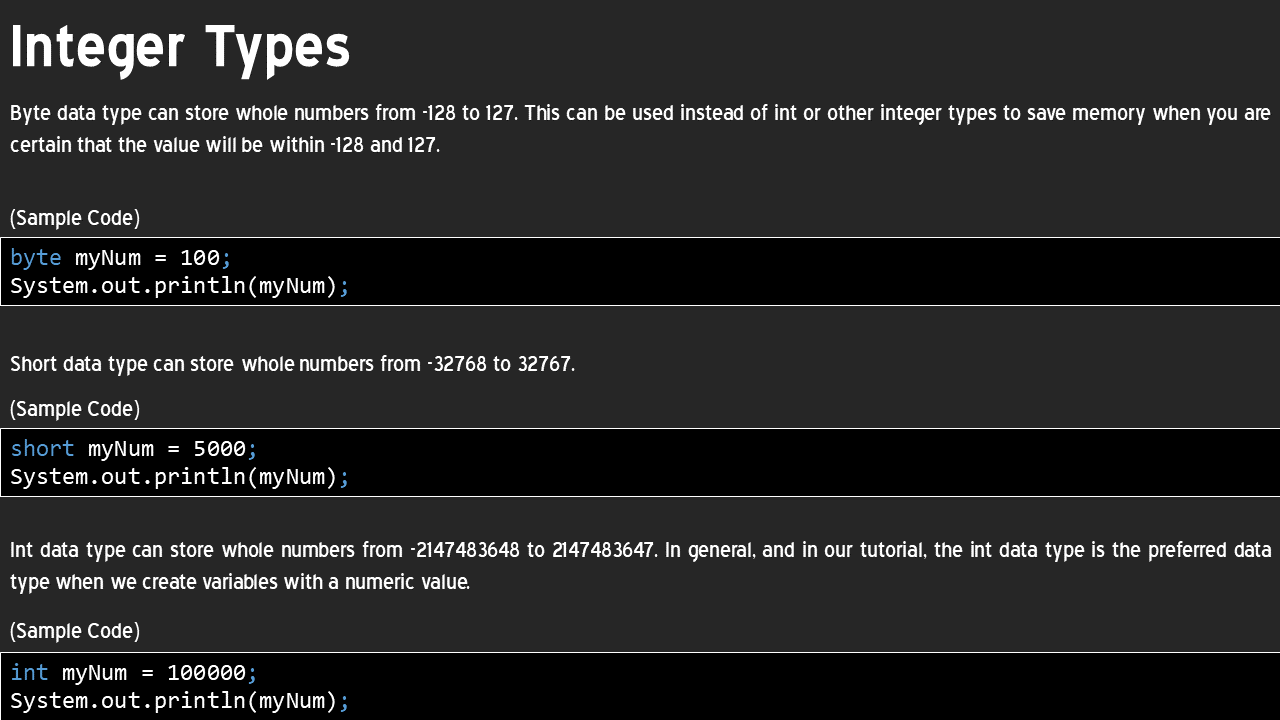 Integer Types
Byte data type can store whole numbers from -128 to 127. This can be used instead of int or other integer types to save memory when you are
certain that the value will be within -128 and 127.
(Sample Code)
byte myNum = 100;
System.out.println(myNum);
Short data type can store whole numbers from -32768 to 32767.
(Sample Code)
short myNum = 5000;
System.out.println(myNum);
Int data type can store whole numbers from -2147483648 to 2147483647. In general, and in our tutorial, the int data type is the preferred data
type when we create variables with a numeric value.
(Sample Code)
int myNum = 100000;
System.out.println(myNum);